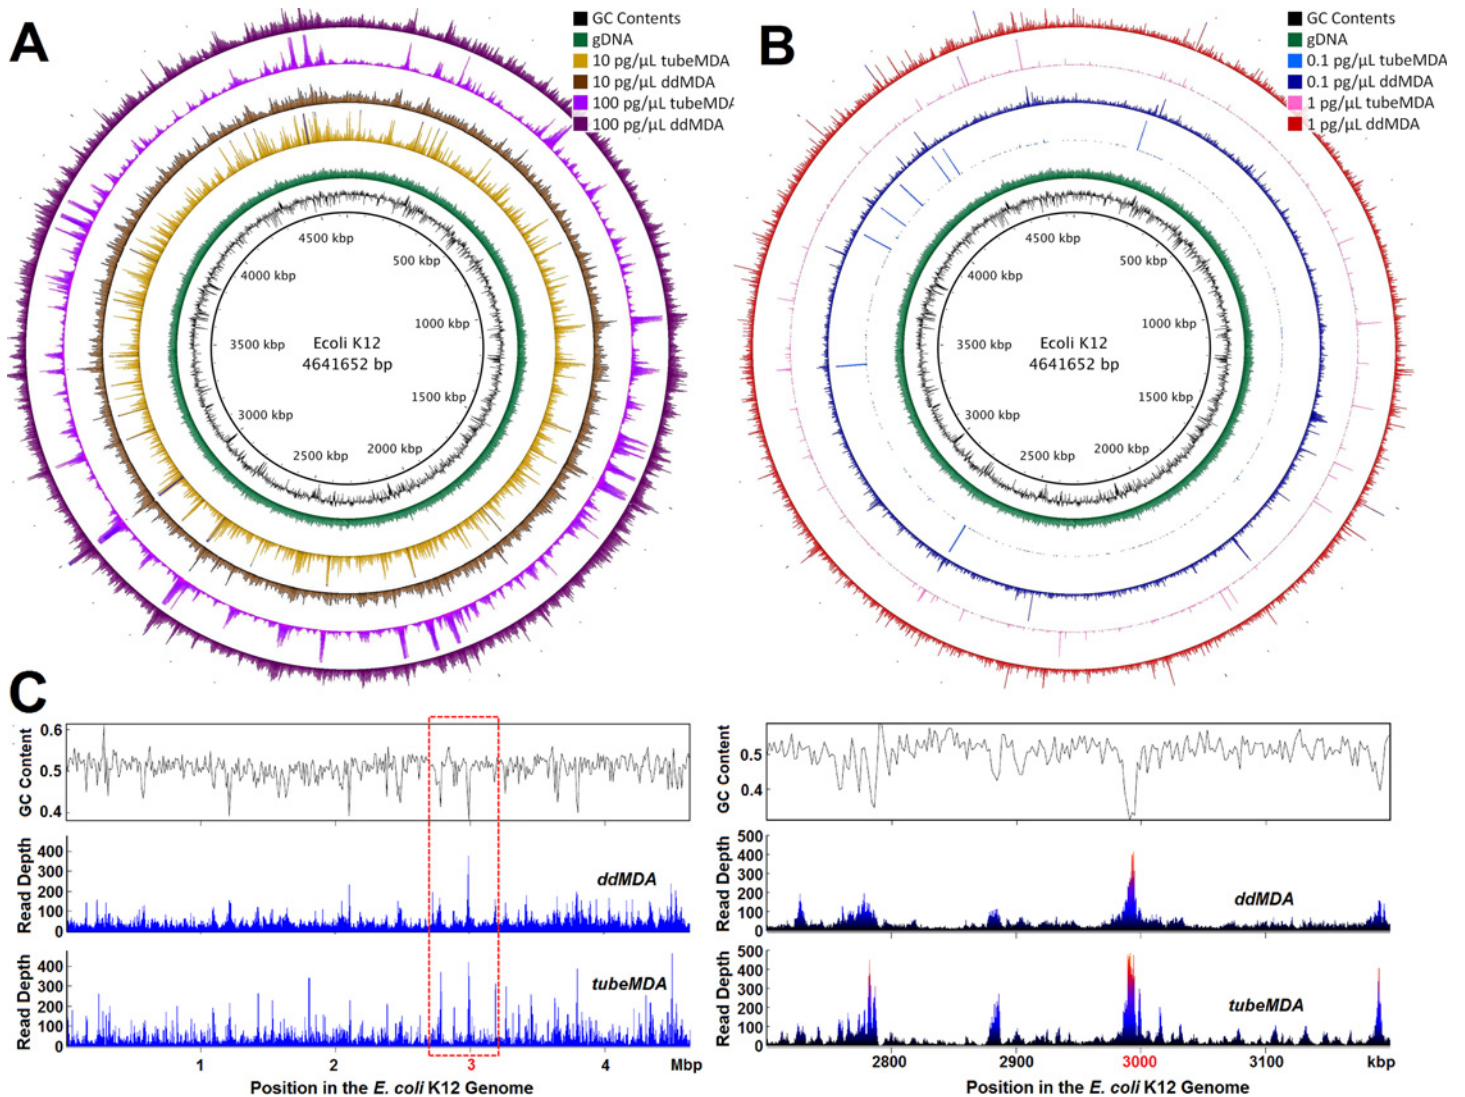 A
GC Contents
gDNA
10 pg/µL tubeMDA
10 pg/µL ddMDA
100 pg/µL tubeMDA
100 pg/µL ddMDA
4500 kbp
500 kbp
4000 kbp
1000 kbp
3500 kbp
Ecoli K12
4641652 bp
1500 kbp
3000 kbp
2000 kbp
2500 kbp
B
GC Contents
gDNA
0.1 pg/µL tubeMDA
0.1 pg/µL ddMDA
1 pg/µL tubeMDA
1 pg/µL ddMDA
4500 kbp
500 kbp
4000 kbp
1000 kbp
3500 kbp
Ecoli K12
4641652 bp
1500 kbp
3000 kbp
2000 kbp
2500 kbp
C
GC Content
0.6
0.5
0.4
Read Depth
400
300
200
100
0
ddMDA
Read Depth
400
300
200
100
0
tubeMDA
1 2 3 4 Mbp
Position in the E. coli K12 Genome
GC Content
0.5
0.4
Read Depth
500
400
300
200
100
0
ddMDA
Read Depth
500
400
300
200
100
0
tubeMDA
2800 2900 3000 3100 kbp
Position in the E. coli K12 Genome